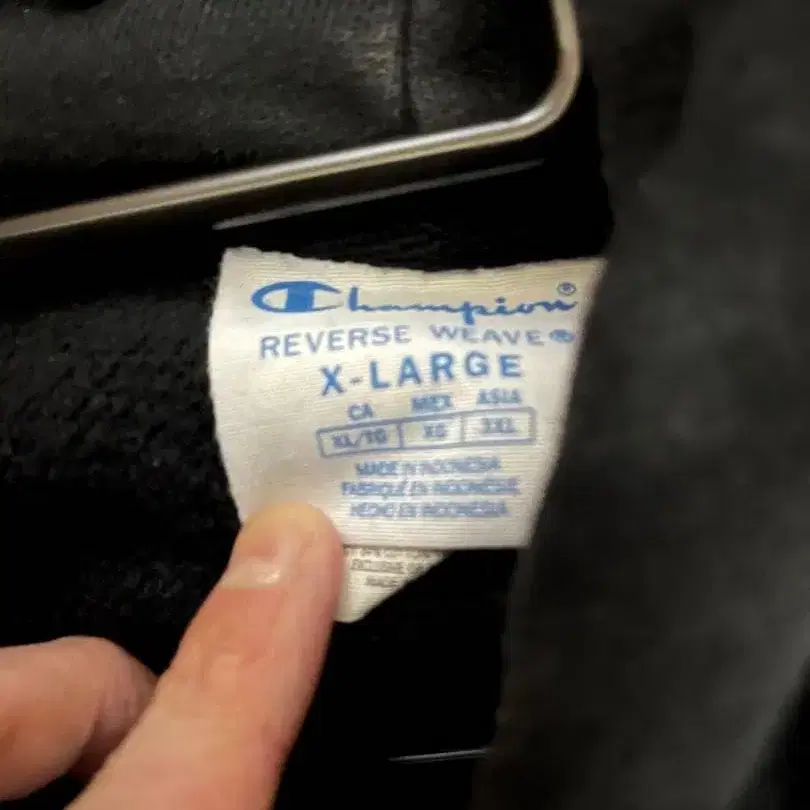 Champion®
REVERSE WEAVE®
X-LARGE
CA MEX ASIA
XL/TG XG 3XL
MADE IN INDONESIA
FABRIQUÉ EN INDONÉSIE
HECHO EN INDONESIA